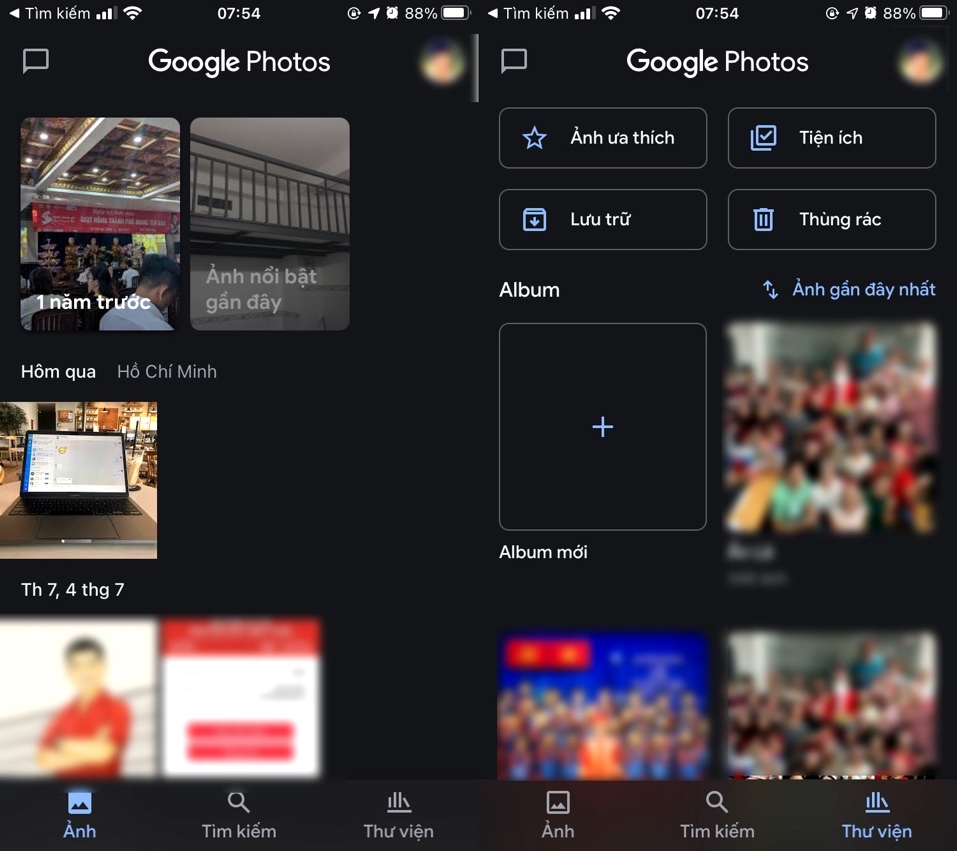 ◀ Tìm kiếm
07:54
88%
Google Photos
1 năm trước
Ảnh nổi bật
gần đây
Hôm qua Hồ Chí Minh
Th 7, 4 thg 7
Ảnh
Tìm kiếm
Thư viện
◀ Tìm kiếm
07:54
88%
Google Photos
Ảnh ưa thích
Tiện ích
Lưu trữ
Thùng rác
Album
Ảnh gần đây nhất
Album mới
Ảnh
Tìm kiếm
Thư viện